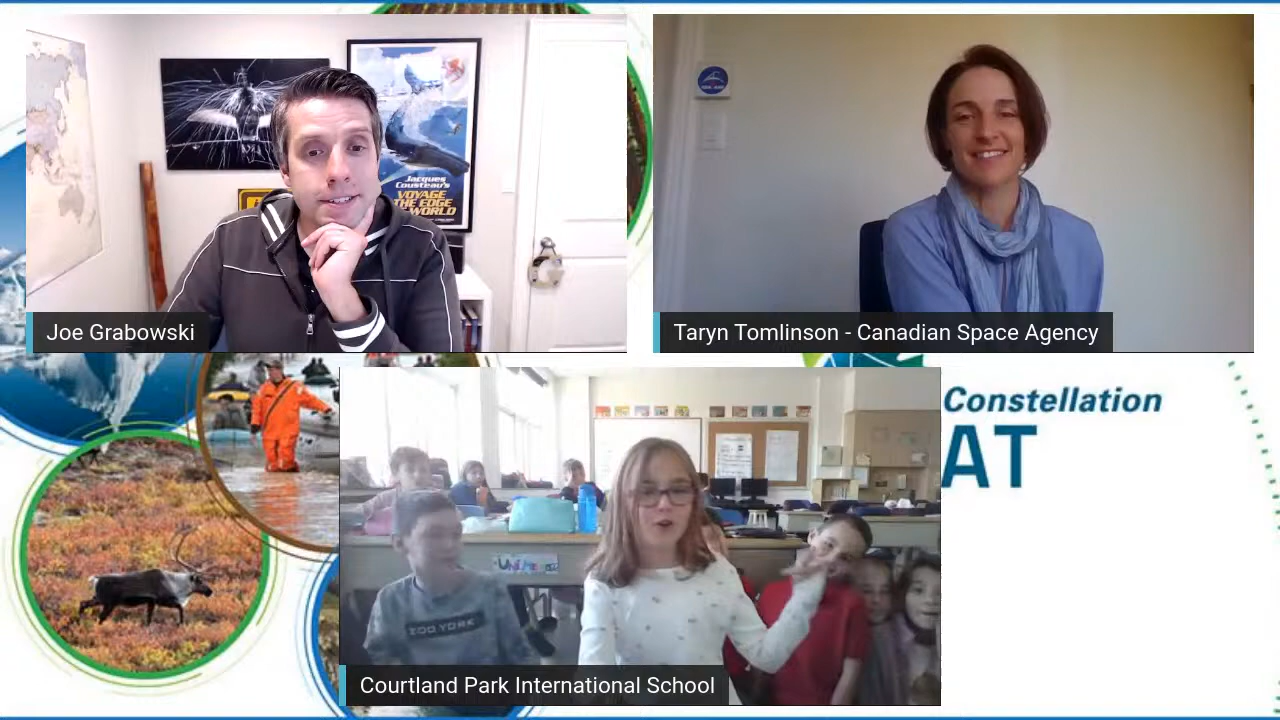 Jacques
Cousteau's
VOYAGE
THE EDGE
WORLD
Joe Grabowski
Taryn Tomlinson - Canadian Space Agency
Constellation
AT
ZOO YORK
Courtland Park International School